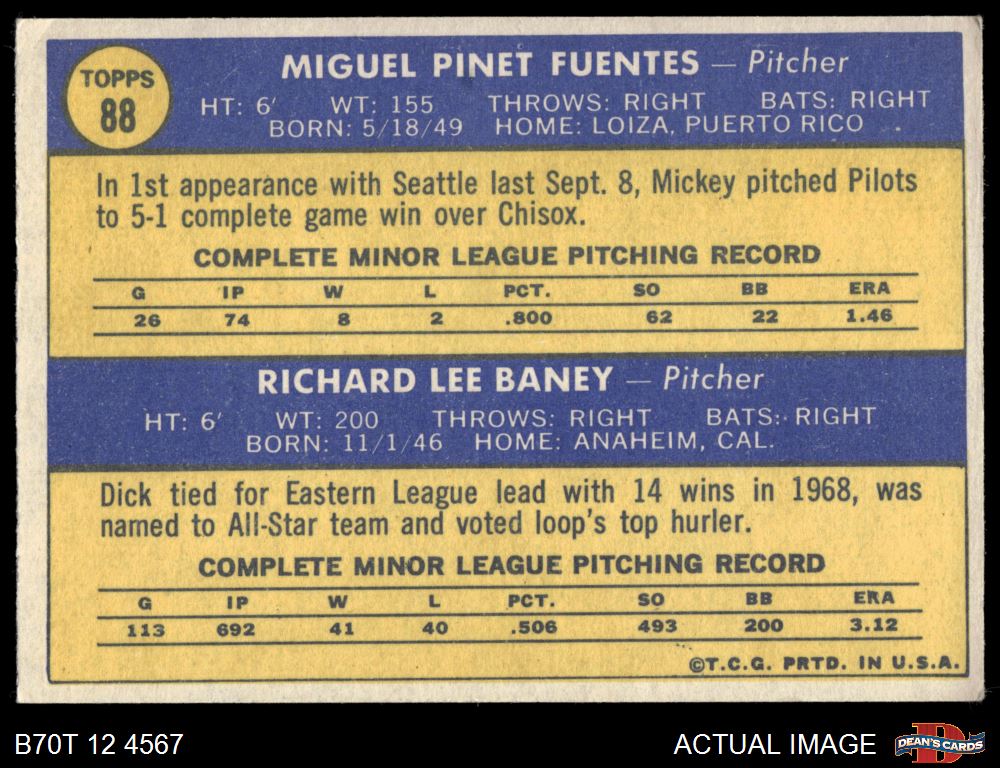 TOPPS
88
MIGUEL PINET FUENTES — Pitcher
HT: 6' WT: 155 THROWS: RIGHT BATS: RIGHT
BORN: 5/18/49 HOME: LOIZA, PUERTO RICO
In 1st appearance with Seattle last Sept. 8, Mickey pitched Pilots
to 5-1 complete game win over Chisox.
COMPLETE MINOR LEAGUE PITCHING RECORD
G IP W L PCT. SO BB ERA
26 74 8 2 .800 62 22 1.46
RICHARD LEE BANEY — Pitcher
HT: 6' WT: 200 THROWS: RIGHT BATS: RIGHT
BORN: 11/1/46 HOME: ANAHEIM, CAL.
Dick tied for Eastern League lead with 14 wins in 1968, was
named to All-Star team and voted loop's top hurler.
COMPLETE MINOR LEAGUE PITCHING RECORD
G IP W L PCT. SO BB ERA
113 692 41 40 .506 493 200 3.12
©T.C.G. PRTD. IN U.S.A.
B70T 12 4567
ACTUAL IMAGE
DEAN'S CARDS